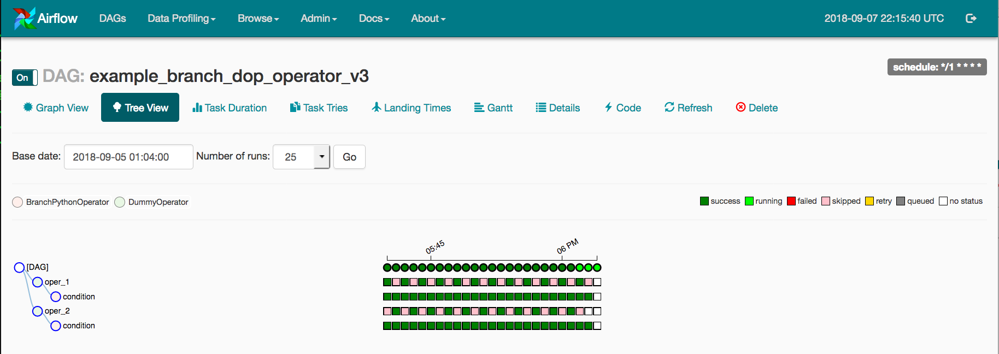 Airflow DAGs Data Profiling Browse Admin Docs About 2018-09-07 22:15:40 UTC
schedule: */1 * * * *
On DAG: example_branch_dop_operator_v3
Graph View Tree View Task Duration Task Tries Landing Times Gantt Details Code Refresh Delete
Base date: 2018-09-05 01:04:00 Number of runs: 25 Go
BranchPythonOperator DummyOperator success running failed skipped retry queued no status
05:45 06 PM
[DAG]
oper_1
condition
oper_2
condition